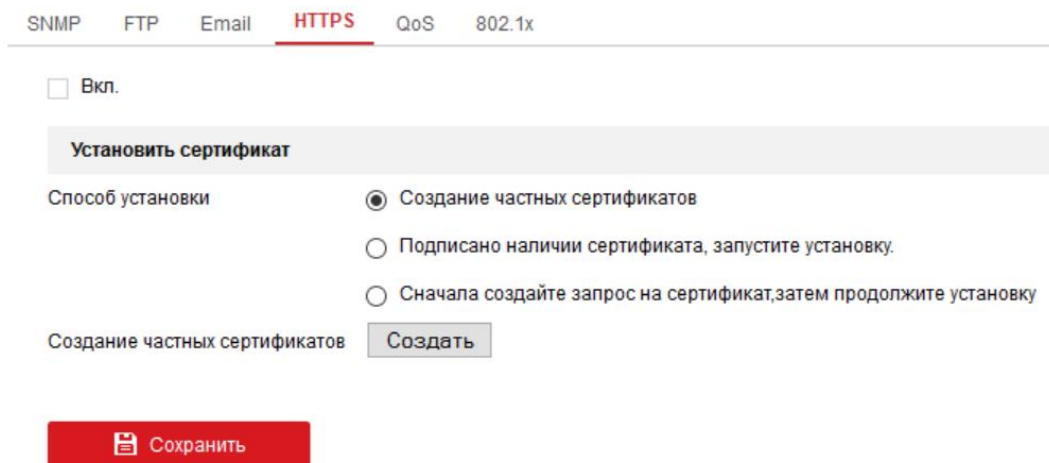 SNMP FTP Email HTTPS QoS 802.1x
Вкл.
Установить сертификат
Способ установки Создание частных сертификатов
Подписано наличии сертификата, запустите установку.
Сначала создайте запрос на сертификат,затем продолжите установку
Создание частных сертификатов Создать
Сохранить